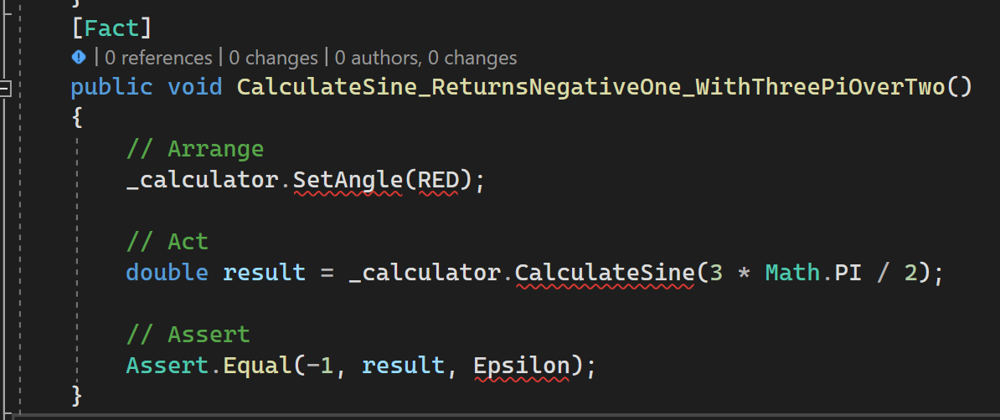 }
[Fact]
| 0 references | 0 changes | 0 authors, 0 changes
public void CalculateSine_ReturnsNegativeOne_WithThreePiOverTwo()
{
// Arrange
_calculator.SetAngle(RED);
// Act
double result = _calculator.CalculateSine(3 * Math.PI / 2);
// Assert
Assert.Equal(-1, result, Epsilon);
}